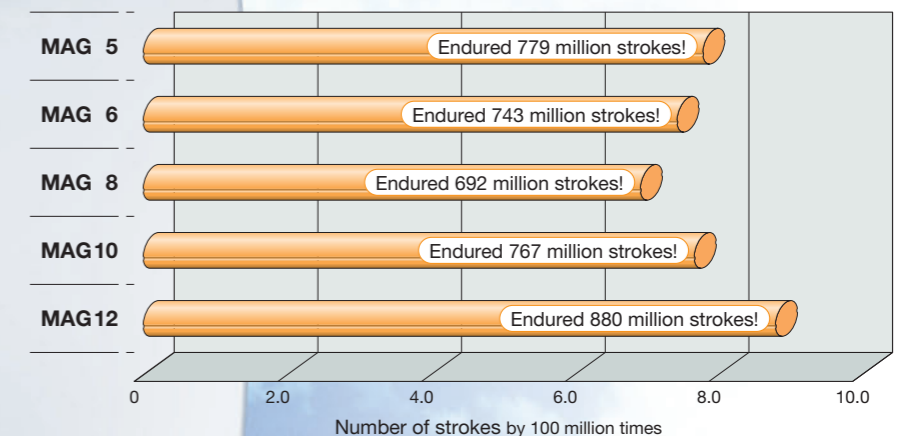 MAG 5
Endured 779 million strokes!
MAG 6
Endured 743 million strokes!
MAG 8
Endured 692 million strokes!
MAG10
Endured 767 million strokes!
MAG12
Endured 880 million strokes!
0 2.0 4.0 6.0 8.0 10.0
Number of strokes by 100 million times